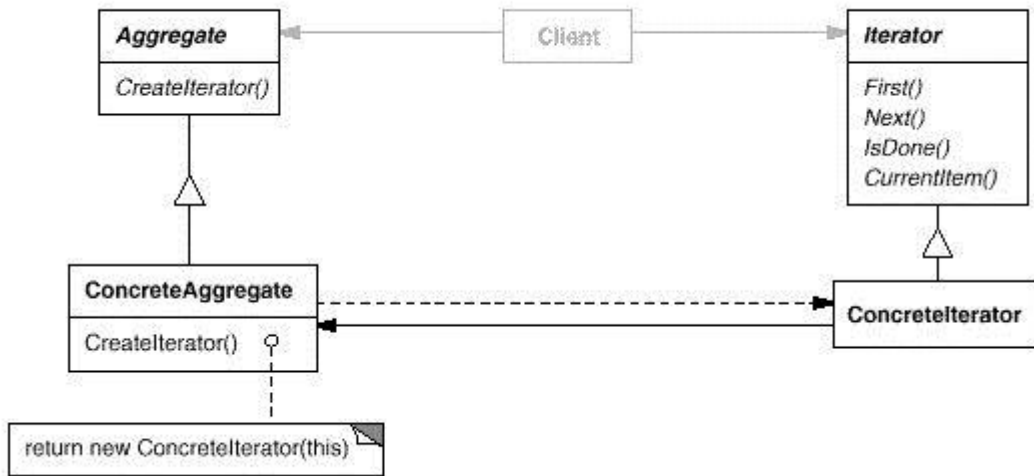 Aggregate
CreateIterator()
Client
Iterator
First()
Next()
IsDone()
CurrentItem()
ConcreteAggregate
CreateIterator()
ConcreteIterator
return new ConcreteIterator(this)